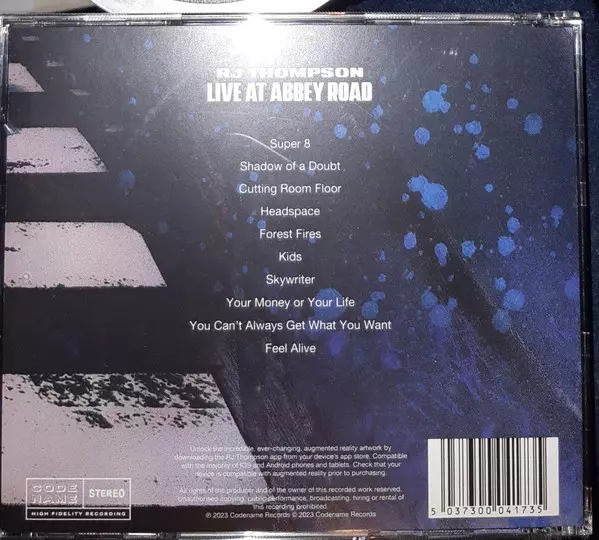 RJ THOMPSON
LIVE AT ABBEY ROAD
Super 8
Shadow of a Doubt
Cutting Room Floor
Headspace
Forest Fires
Kids
Skywriter
Your Money or Your Life
You Can't Always Get What You Want
Feel Alive
Unlock the incredible, ever-changing, augmented reality artwork by
downloading the RJ Thompson app from your device's app store. Compatible
with the majority of iOS and Android phones and tablets. Check that your
device is compatible with augmented reality prior to purchasing.
All rights of the producer and of the owner of this recorded work reserved.
Unauthorised copying, public performance, broadcasting, hiring or rental of
this recording prohibited.
℗ 2023 Codename Records © 2023 Codename Records
CODE
NAME
STEREO
HIGH FIDELITY RECORDING
5 037300 041735